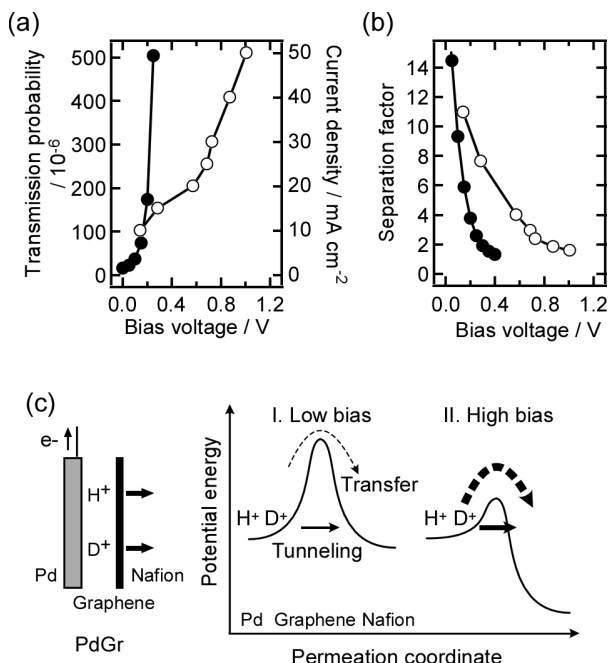 (a)
Transmission probability
/ 10-6
500
400
300
200
100
0
0.0
0.4
0.8
1.2
Bias voltage / V
50
40
30
20
10
0
Current density / mA cm-2
(b)
Separation factor
14
12
10
8
6
4
2
0
0.0
0.4
0.8
1.2
Bias voltage / V
(c)
e-
H+
D+
Pd
Nafion
Graphene
PdGr
Potential energy
I. Low bias
II. High bias
Transfer
H+ D+
H+ D+
Tunneling
Pd Graphene Nafion
Permeation coordinate